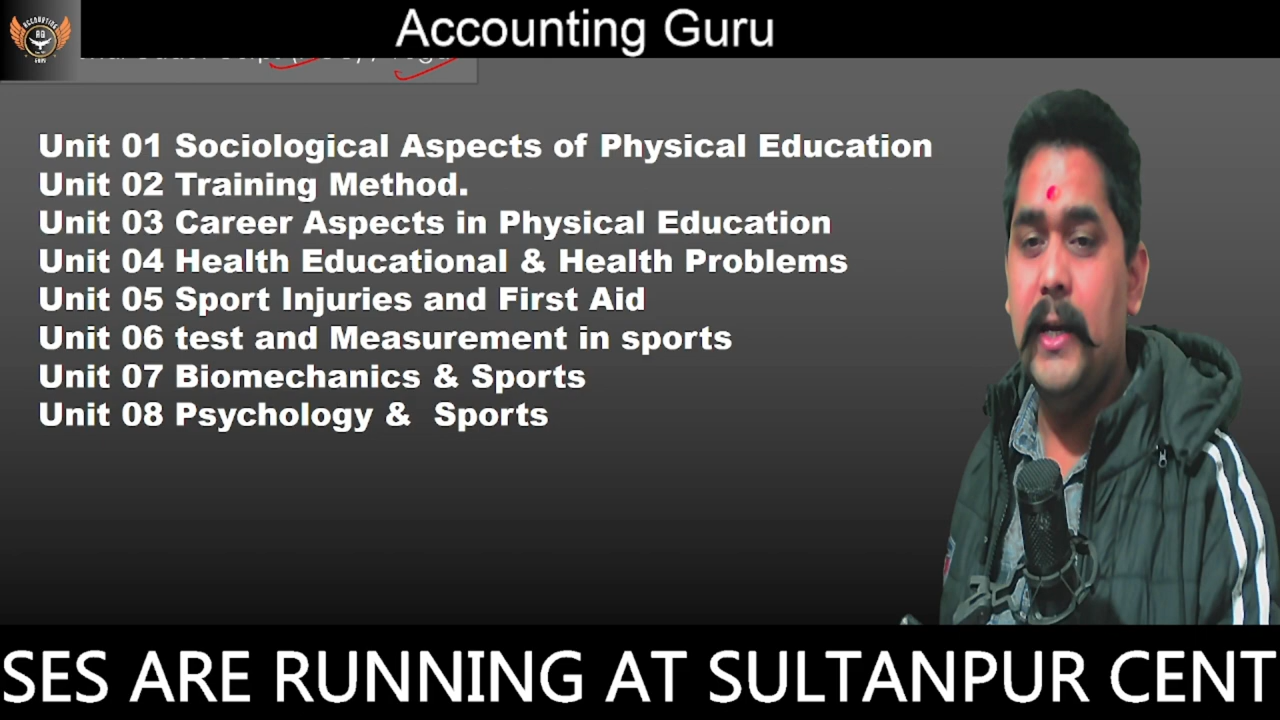 Accounting Guru
Unit 01 Sociological Aspects of Physical Education
Unit 02 Training Method.
Unit 03 Career Aspects in Physical Education
Unit 04 Health Educational & Health Problems
Unit 05 Sport Injuries and First Aid
Unit 06 test and Measurement in sports
Unit 07 Biomechanics & Sports
Unit 08 Psychology & Sports
SES ARE RUNNING AT SULTANPUR CENT